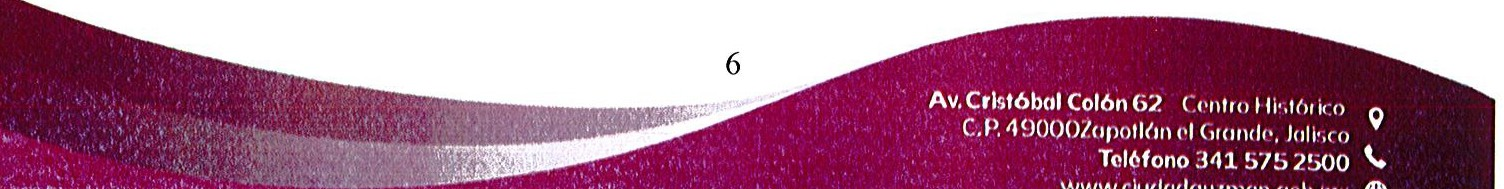 6
Av. Cristóbal Colón 62 Centro Histórico
C.P. 49000Zapotlán el Grande, Jalisco
Teléfono 341 575 2500